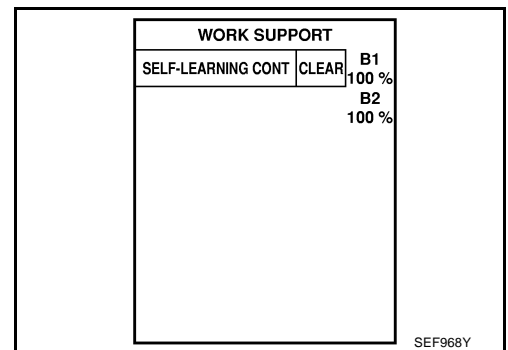 WORK SUPPORT
SELF-LEARNING CONT CLEAR B1
100 %
B2
100 %
SEF968Y